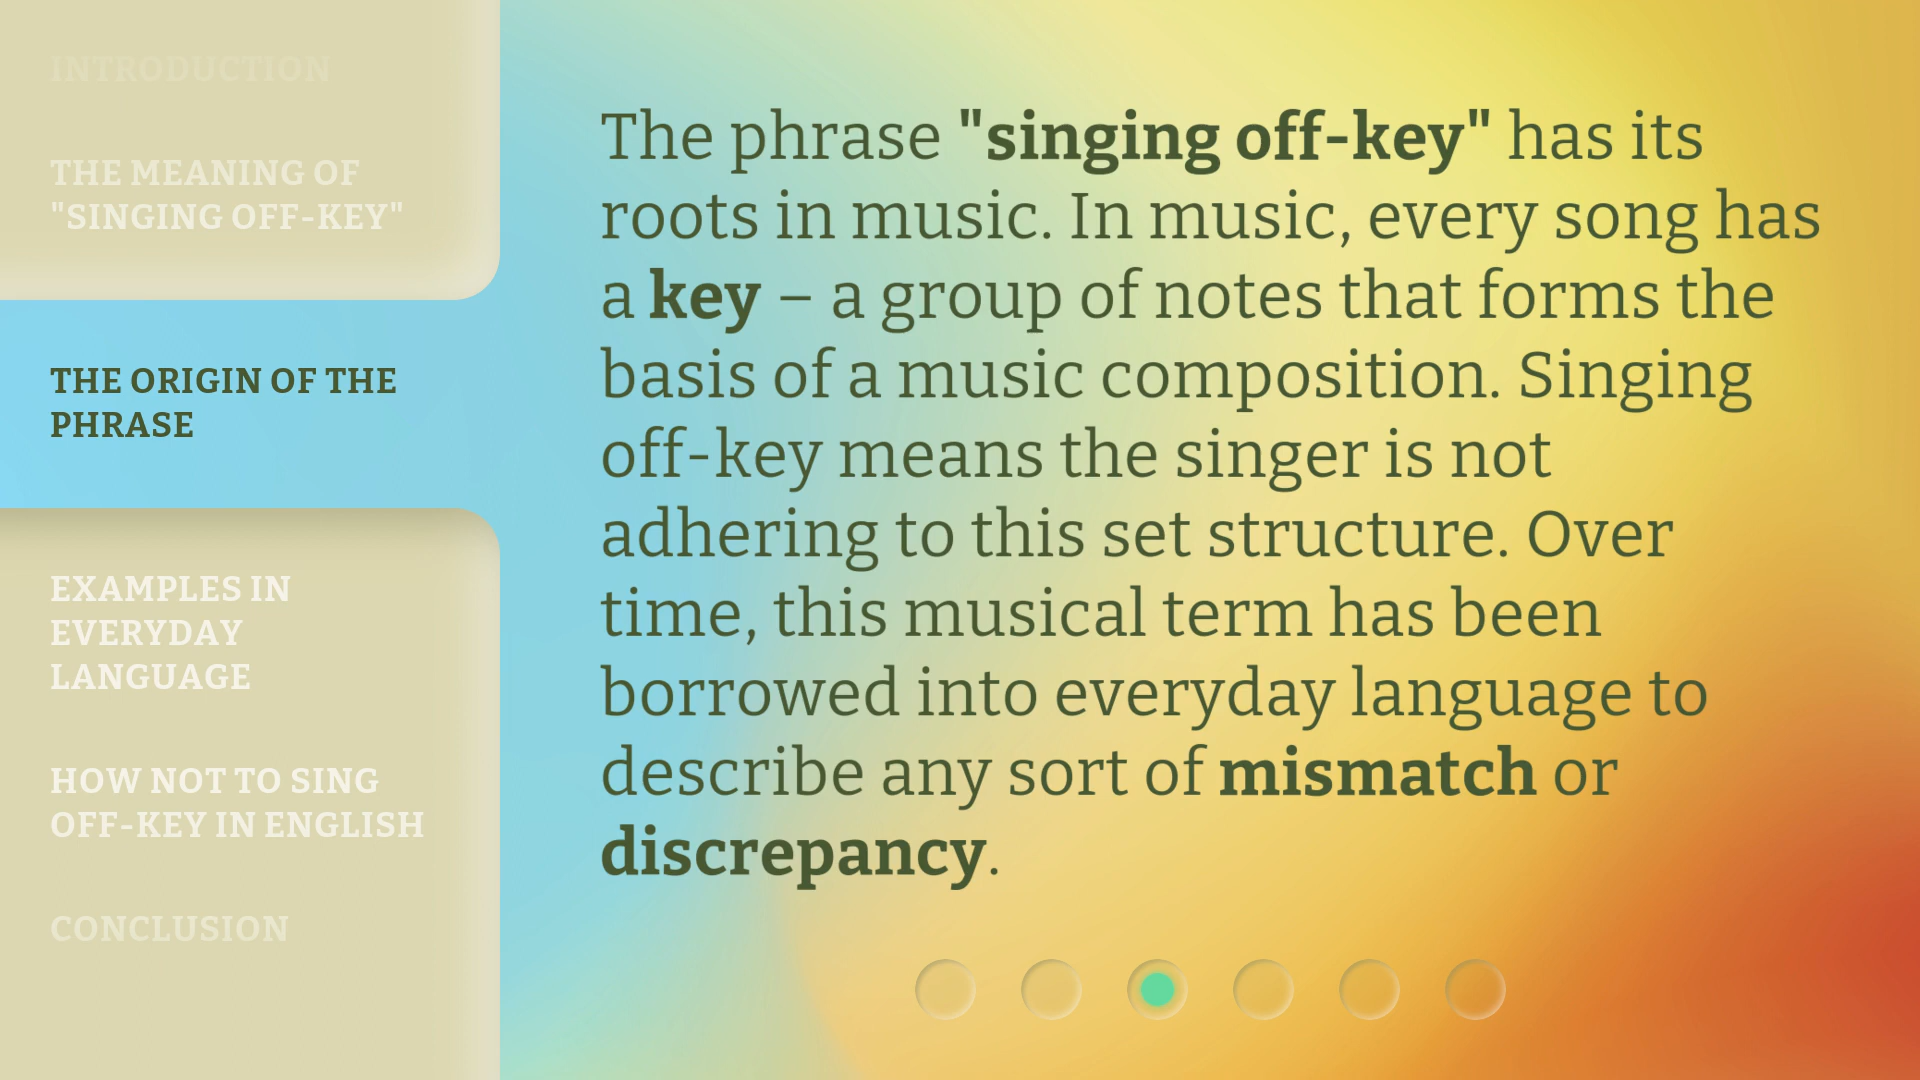 INTRODUCTION
THE MEANING OF
"SINGING OFF-KEY"
THE ORIGIN OF THE
PHRASE
EXAMPLES IN
EVERYDAY
LANGUAGE
HOW NOT TO SING
OFF-KEY IN ENGLISH
CONCLUSION
The phrase "singing off-key" has its
roots in music. In music, every song has
a key – a group of notes that forms the
basis of a music composition. Singing
off-key means the singer is not
adhering to this set structure. Over
time, this musical term has been
borrowed into everyday language to
describe any sort of mismatch or
discrepancy.